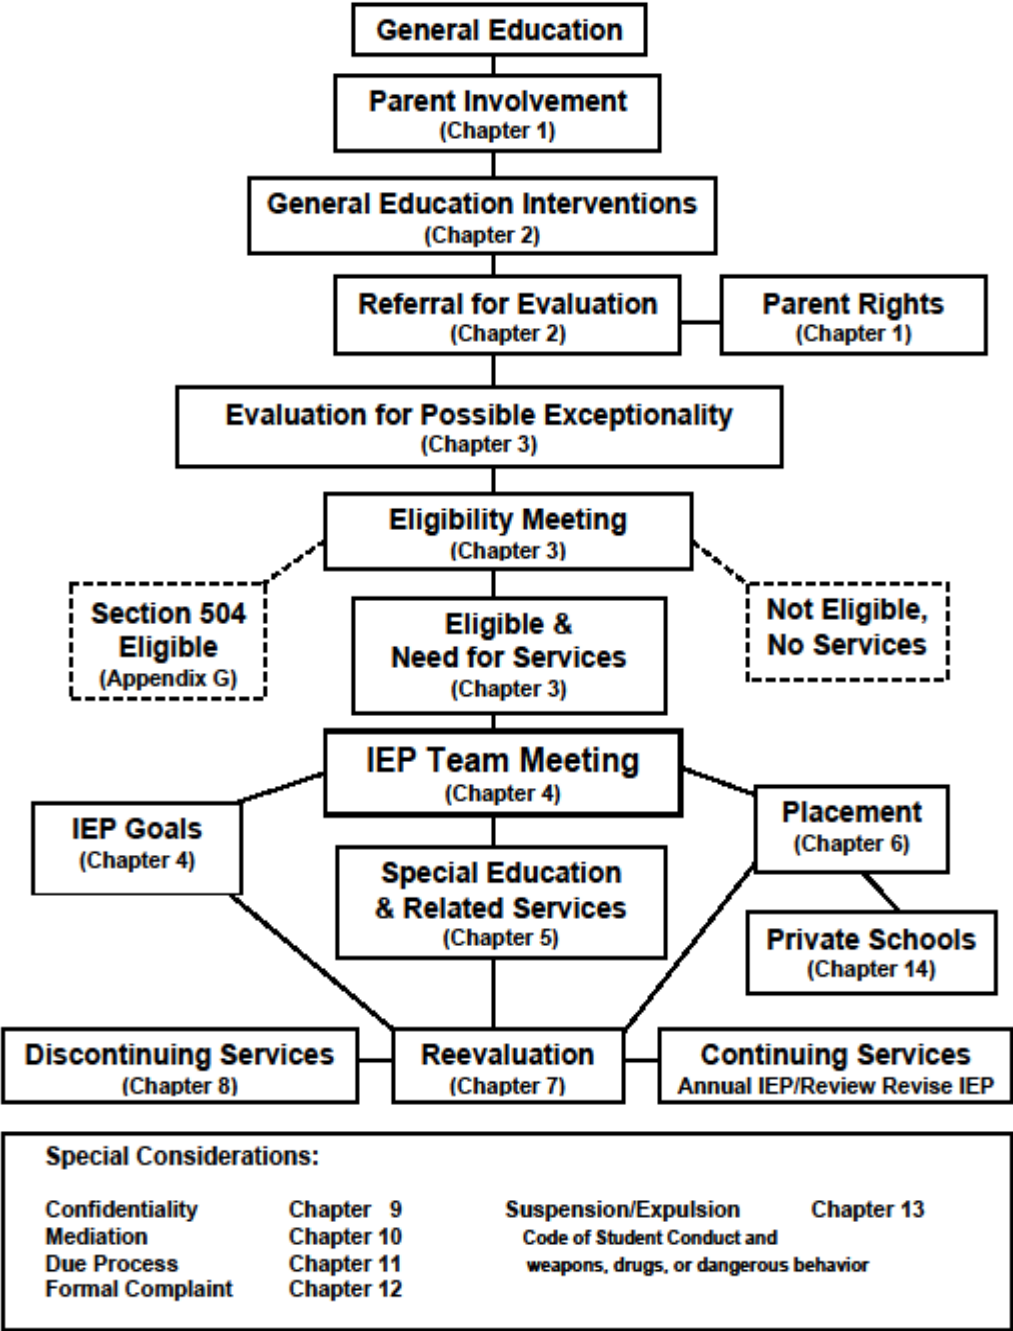 General Education
Parent Involvement
(Chapter 1)
General Education Interventions
(Chapter 2)
Referral for Evaluation
(Chapter 2)
Parent Rights
(Chapter 1)
Evaluation for Possible Exceptionality
(Chapter 3)
Eligibility Meeting
(Chapter 3)
Section 504
Eligible
(Appendix G)
Eligible &
Need for Services
(Chapter 3)
Not Eligible,
No Services
IEP Team Meeting
(Chapter 4)
IEP Goals
(Chapter 4)
Special Education
& Related Services
(Chapter 5)
Placement
(Chapter 6)
Private Schools
(Chapter 14)
Discontinuing Services
(Chapter 8)
Reevaluation
(Chapter 7)
Continuing Services
Annual IEP/Review Revise IEP
Special Considerations:
Confidentiality Chapter 9
Mediation Chapter 10
Due Process Chapter 11
Formal Complaint Chapter 12
Suspension/Expulsion Chapter 13
Code of Student Conduct and
weapons, drugs, or dangerous behavior